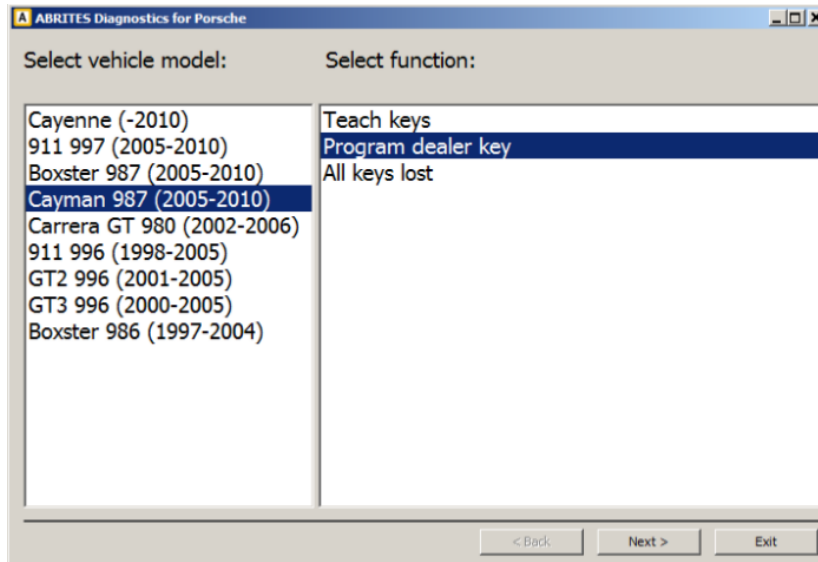 A ABRITES Diagnostics for Porsche
Select vehicle model:
Select function:
Cayenne (-2010)
911 997 (2005-2010)
Boxster 987 (2005-2010)
Cayman 987 (2005-2010)
Carrera GT 980 (2002-2006)
911 996 (1998-2005)
GT2 996 (2001-2005)
GT3 996 (2000-2005)
Boxster 986 (1997-2004)
Teach keys
Program dealer key
All keys lost
< Back
Next >
Exit